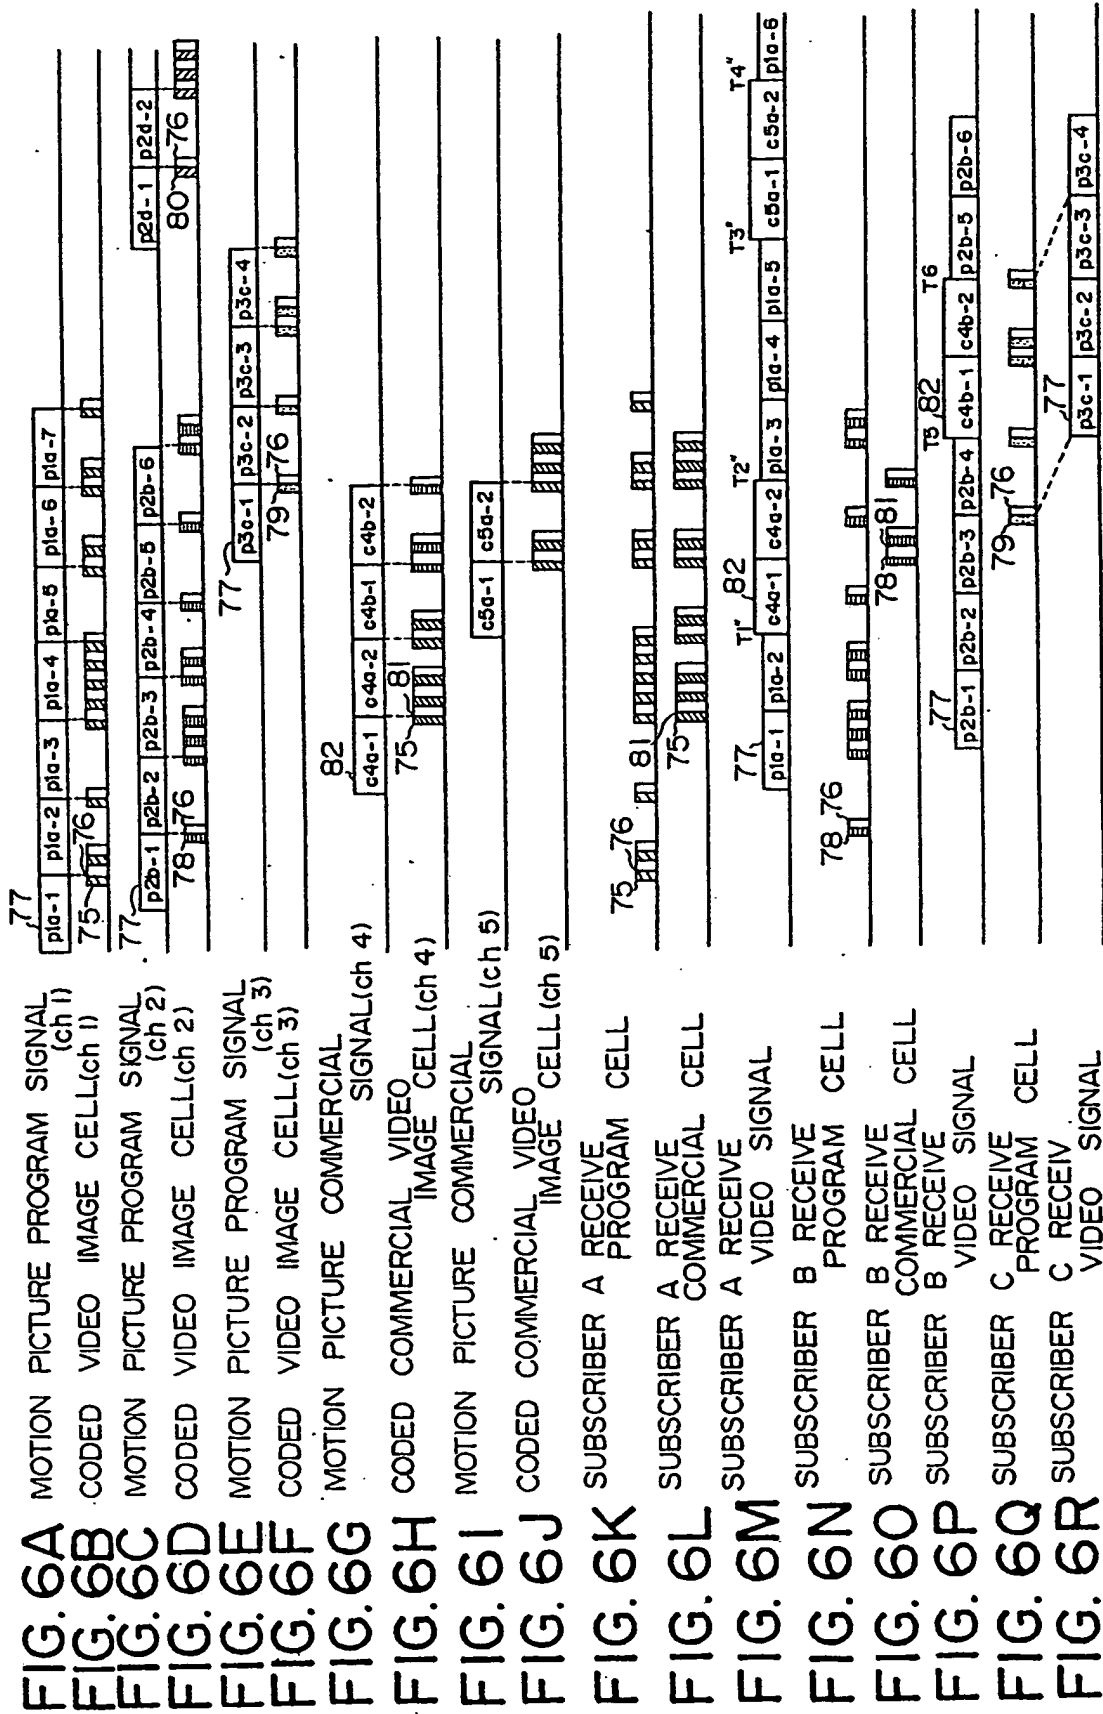 FIG. 6A MOTION PICTURE PROGRAM SIGNAL (ch 1)
77 p1a-1 p1a-2 p1a-3 p1a-4 p1a-5 p1a-6 p1a-7
FIG. 6B CODED VIDEO IMAGE CELL(ch 1)
75 76
FIG. 6C MOTION PICTURE PROGRAM SIGNAL (ch 2)
77 p2b-1 p2b-2 p2b-3 p2b-4 p2b-5 p2b-6 p2d-1 p2d-2
FIG. 6D CODED VIDEO IMAGE CELL(ch 2)
78 76 80 76
FIG. 6E MOTION PICTURE PROGRAM SIGNAL (ch 3)
77 p3c-1 p3c-2 p3c-3 p3c-4
FIG. 6F CODED VIDEO IMAGE CELL(ch 3)
79 76
FIG. 6G MOTION PICTURE COMMERCIAL
SIGNAL(ch 4)
82 c4a-1 c4a-2 c4b-1 c4b-2
FIG. 6H CODED COMMERCIAL VIDEO
IMAGE CELL(ch 4)
75 81
FIG. 6I MOTION PICTURE COMMERCIAL
SIGNAL(ch 5)
c5a-1 c5a-2
FIG. 6J CODED COMMERCIAL VIDEO
IMAGE CELL(ch 5)
FIG. 6K SUBSCRIBER A RECEIVE
PROGRAM CELL
75 76
FIG. 6L SUBSCRIBER A RECEIVE
COMMERCIAL CELL
75 81
FIG. 6M SUBSCRIBER A RECEIVE
VIDEO SIGNAL
77 T1" 82 T2" T3" T4"
p1a-1 p1a-2 c4a-1 c4a-2 p1a-3 p1a-4 p1a-5 c5a-1 c5a-2 p1a-6
FIG. 6N SUBSCRIBER B RECEIVE
PROGRAM CELL
78 76
FIG. 6O SUBSCRIBER B RECEIVE
COMMERCIAL CELL
78 81
FIG. 6P SUBSCRIBER B RECEIVE
VIDEO SIGNAL
77 T5 82 T6
p2b-1 p2b-2 p2b-3 p2b-4 c4b-1 c4b-2 p2b-5 p2b-6
FIG. 6Q SUBSCRIBER C RECEIVE
PROGRAM CELL
79 76
FIG. 6R SUBSCRIBER C RECEIV
VIDEO SIGNAL
77 p3c-1 p3c-2 p3c-3 p3c-4